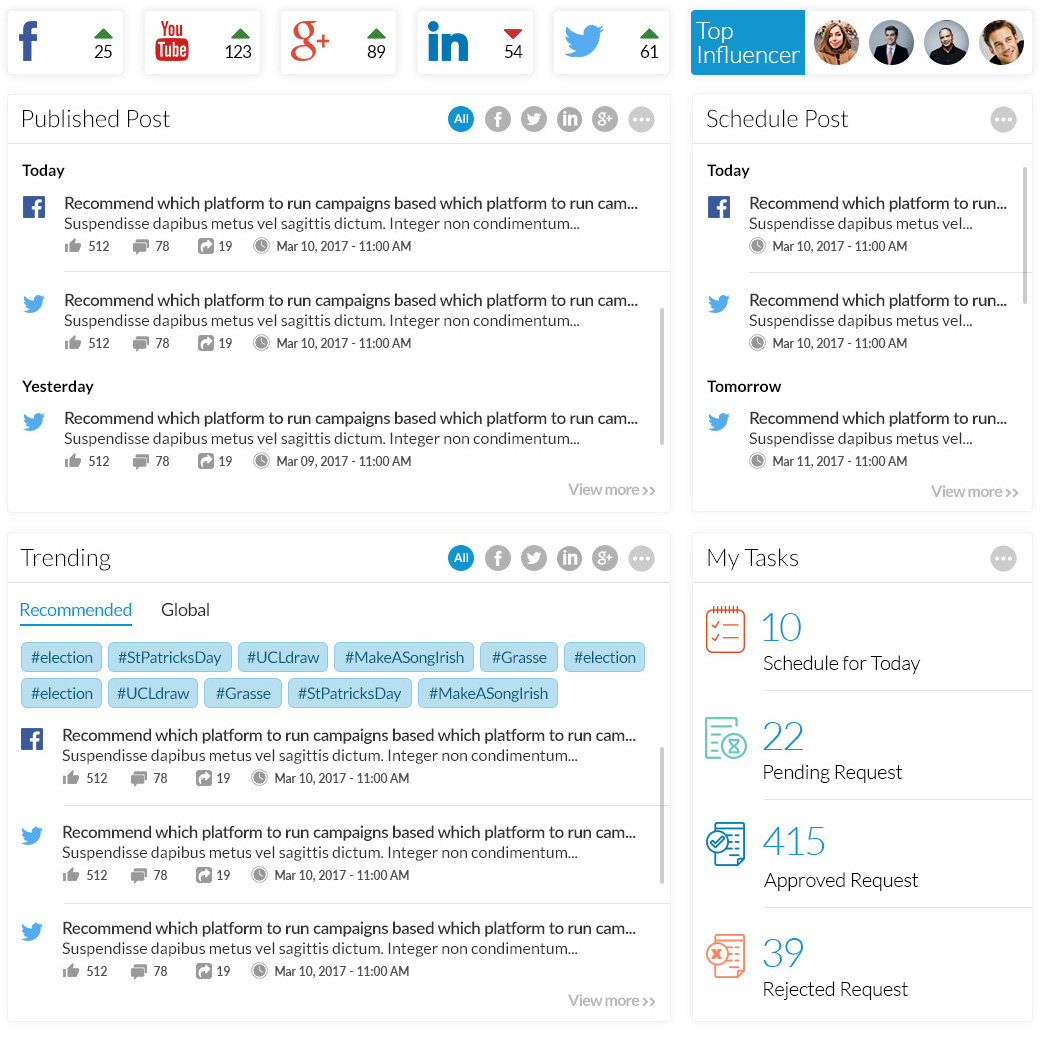 f 25
You Tube 123
g+ 89
in 54
61
Top
Influencer
Published Post
All f in g+
Today
Recommend which platform to run campaigns based which platform to run cam...
Suspendisse dapibus metus vel sagittis dictum. Integer non condimentum...
512 78 19 Mar 10, 2017 - 11:00 AM
Recommend which platform to run campaigns based which platform to run cam...
Suspendisse dapibus metus vel sagittis dictum. Integer non condimentum...
512 78 19 Mar 10, 2017 - 11:00 AM
Yesterday
Recommend which platform to run campaigns based which platform to run cam...
Suspendisse dapibus metus vel sagittis dictum. Integer non condimentum...
512 78 19 Mar 09, 2017 - 11:00 AM
View more >>
Schedule Post
Today
Recommend which platform to run...
Suspendisse dapibus metus vel...
Mar 10, 2017 - 11:00 AM
Recommend which platform to run...
Suspendisse dapibus metus vel...
Mar 10, 2017 - 11:00 AM
Tomorrow
Recommend which platform to run...
Suspendisse dapibus metus vel...
Mar 11, 2017 - 11:00 AM
View more >>
Trending
All f in g+
Recommended Global
#election #StPatricksDay #UCLdraw #MakeASongIrish #Grasse #election
#election #UCLdraw #Grasse #StPatricksDay #MakeASongIrish
Recommend which platform to run campaigns based which platform to run cam...
Suspendisse dapibus metus vel sagittis dictum. Integer non condimentum...
512 78 19 Mar 10, 2017 - 11:00 AM
Recommend which platform to run campaigns based which platform to run cam...
Suspendisse dapibus metus vel sagittis dictum. Integer non condimentum...
512 78 19 Mar 10, 2017 - 11:00 AM
Recommend which platform to run campaigns based which platform to run cam...
Suspendisse dapibus metus vel sagittis dictum. Integer non condimentum...
512 78 19 Mar 10, 2017 - 11:00 AM
View more >>
My Tasks
10
Schedule for Today
22
Pending Request
415
Approved Request
39
Rejected Request